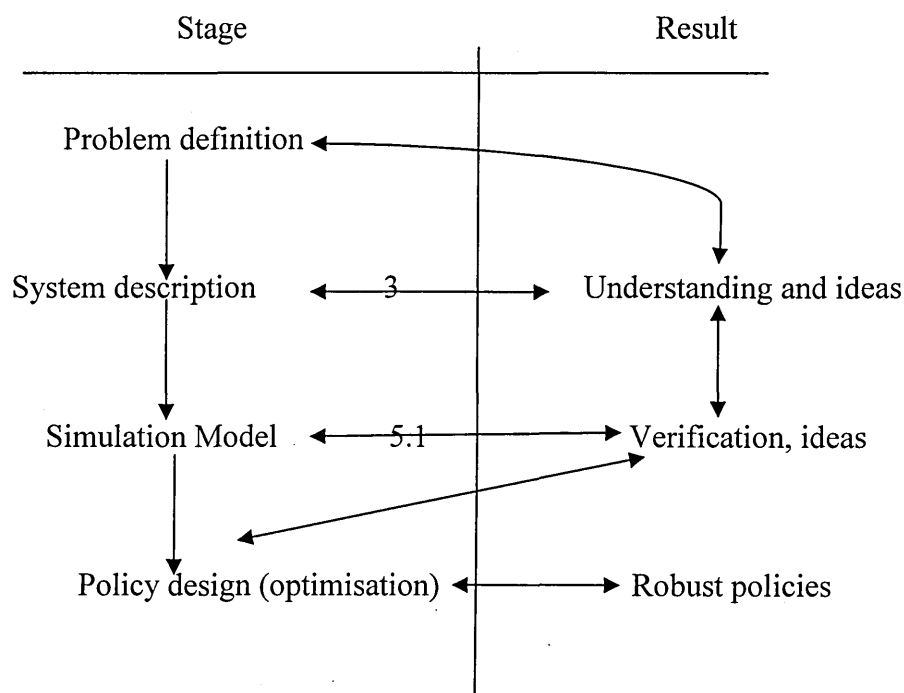 Stage Result
Problem definition
System description 3 Understanding and ideas
Simulation Model 5.1 Verification, ideas
Policy design (optimisation) Robust policies